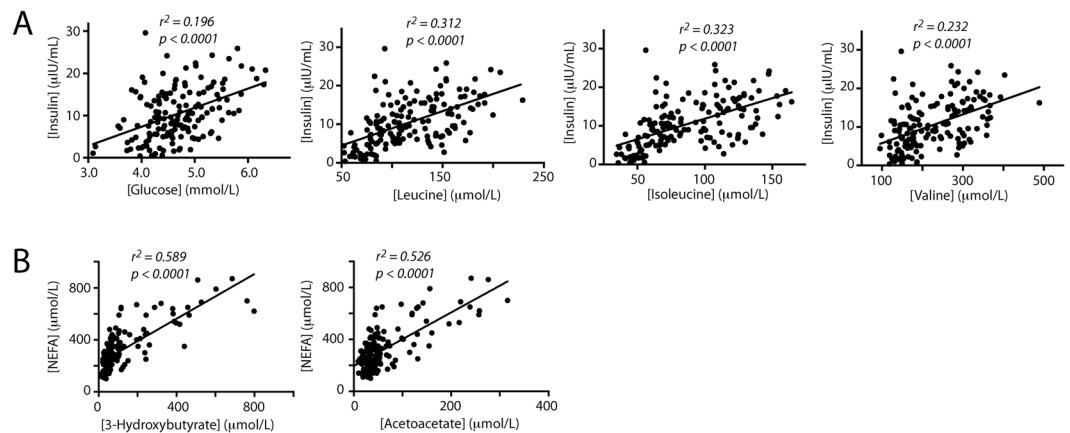 A
r² = 0.196
p < 0.0001
[Insulin] (μIU/mL)
30
20
10
0
3.0 4.0 5.0 6.0
[Glucose] (mmol/L)
r² = 0.312
p < 0.0001
[Insulin] (μIU/mL)
30
20
10
0
50 100 150 200 250
[Leucine] (μmol/L)
r² = 0.323
p < 0.0001
[Insulin] (μIU/mL)
30
20
10
0
50 100 150
[Isoleucine] (μmol/L)
r² = 0.232
p < 0.0001
[Insulin] (μIU/mL)
30
20
10
0
100 300 500
[Valine] (μmol/L)
B
r² = 0.589
p < 0.0001
[NEFA] (μmol/L)
800
400
0
0 400 800
[3-Hydroxybutyrate] (μmol/L)
r² = 0.526
p < 0.0001
[NEFA] (μmol/L)
800
400
0
0 200 400
[Acetoacetate] (μmol/L)